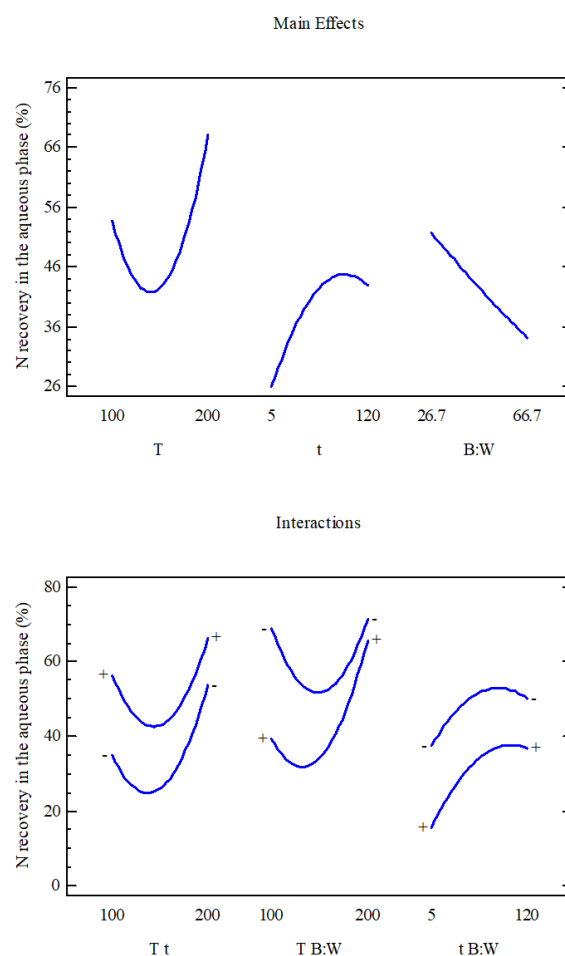 Main Effects
N recovery in the aqueous phase (%)
76
66
56
46
36
26
100 200 5 120 26.7 66.7
T t B:W
Interactions
N recovery in the aqueous phase (%)
80
60
40
20
0
+ - + - - + - + - + - +
100 200 100 200 5 120
T t T B:W t B:W